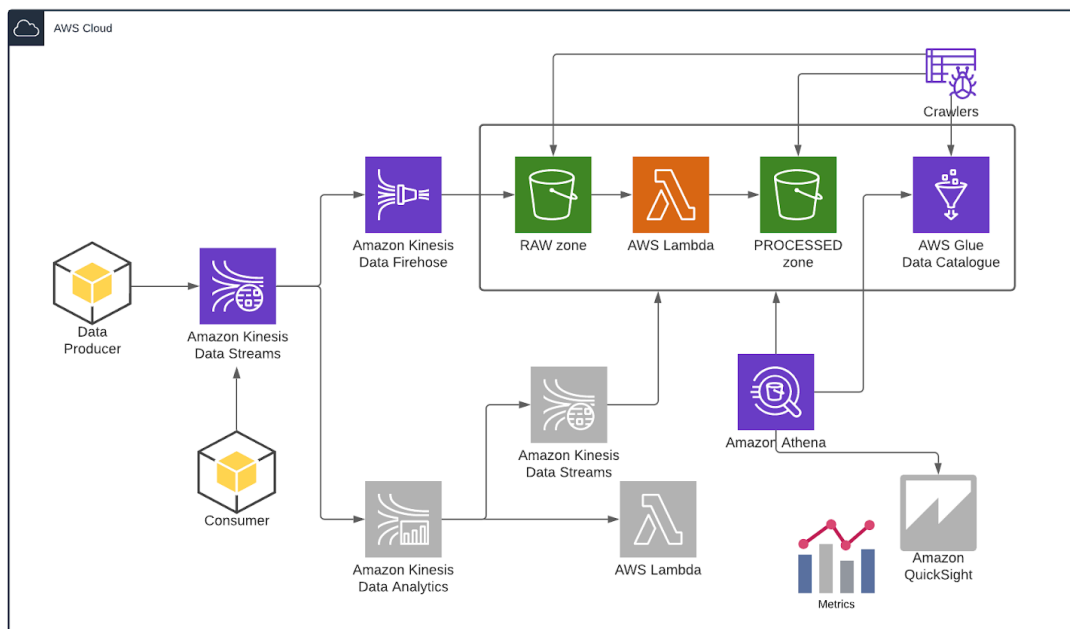 AWS Cloud
Crawlers
RAW zone
AWS Lambda
PROCESSED
zone
AWS Glue
Data Catalogue
Amazon Kinesis
Data Firehose
Data
Producer
Amazon Kinesis
Data Streams
Amazon Athena
Amazon Kinesis
Data Streams
Consumer
Amazon Kinesis
Data Analytics
AWS Lambda
Amazon
QuickSight
Metrics